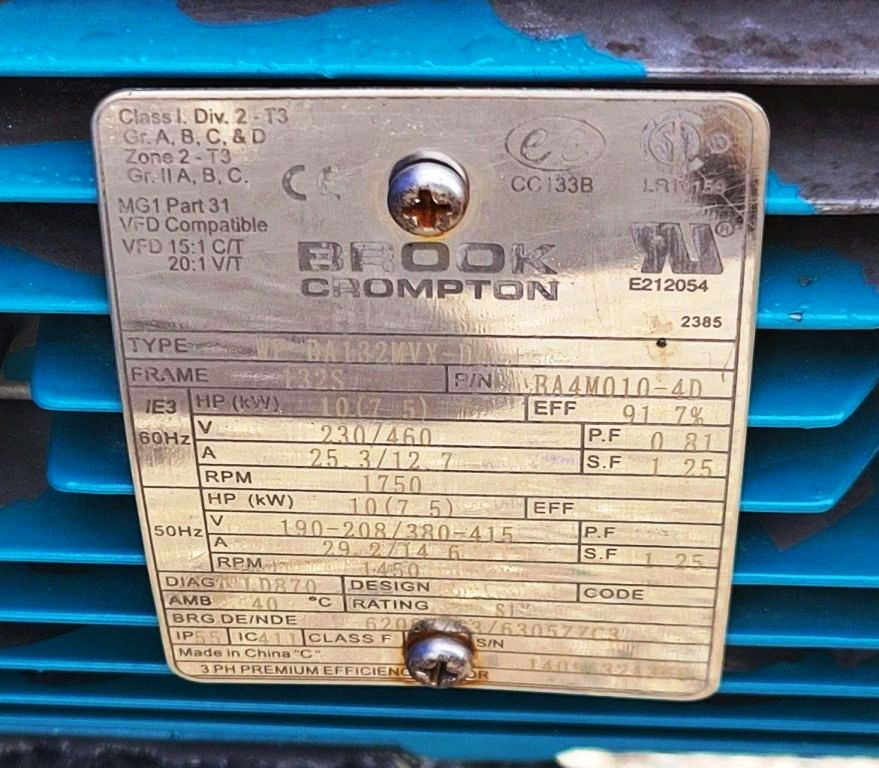 Class I. Div. 2 - T3
Gr. A, B, C, & D
Zone 2 - T3
Gr. II A, B, C.
MG1 Part 31
VFD Compatible
VFD 15:1 C/T
20:1 V/T
CE
CC133B
BROOK
CROMPTON
E212054
2385
TYPE
FRAME 132S P/N BA4M010-4D
/E3 HP (kW) 10(7 5) EFF 91 7%
60Hz V 230/460 P.F 0 81
A 25 3/12 7 S.F 1 25
RPM 1750
HP (kW) 10(7 5) EFF
50Hz V 190-208/380-415 P.F
A 29 2/14 6 S.F 1 25
RPM 1450
DIAG DESIGN CODE
AMB 40 °C RATING S1
BRG DE/NDE
IP55 IC411 CLASS F S/N
Made in China "C"
3 PH PREMIUM